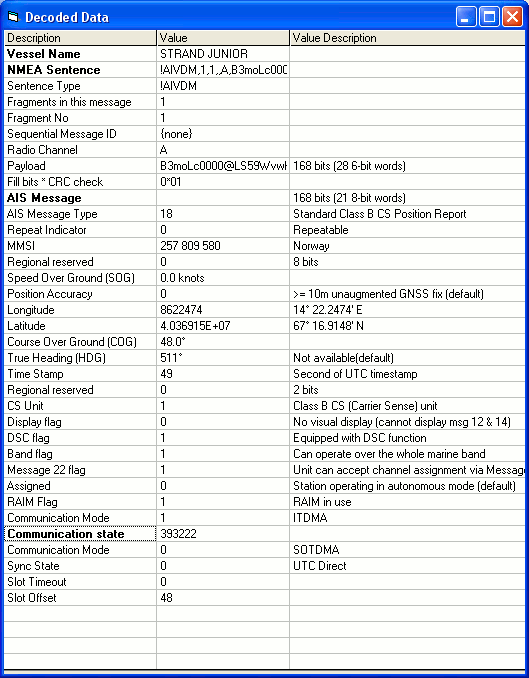 Decoded Data
Description Value Value Description
Vessel Name STRAND JUNIOR
NMEA Sentence !AIVDM,1,1,,A,B3moLc000
Sentence Type !AIVDM
Fragments in this message 1
Fragment No 1
Sequential Message ID {none}
Radio Channel A
Payload B3moLc0000@LS59Wvwl 168 bits (28 6-bit words)
Fill bits * CRC check 0*01
AIS Message 168 bits (21 8-bit words)
AIS Message Type 18 Standard Class B CS Position Report
Repeat Indicator 0 Repeatable
MMSI 257 809 580 Norway
Regional reserved 0 8 bits
Speed Over Ground (SOG) 0.0 knots
Position Accuracy 0 >= 10m unaugmented GNSS fix (default)
Longitude 8622474 14° 22.2474' E
Latitude 4.036915E+07 67° 16.9148' N
Course Over Ground (COG) 48.0°
True Heading (HDG) 511° Not available(default)
Time Stamp 49 Second of UTC timestamp
Regional reserved 0 2 bits
CS Unit 1 Class B CS (Carrier Sense) unit
Display flag 0 No visual display (cannot display msg 12 & 14)
DSC flag 1 Equipped with DSC function
Band flag 1 Can operate over the whole marine band
Message 22 flag 1 Unit can accept channel assignment via Message
Assigned 0 Station operating in autonomous mode (default)
RAIM Flag 1 RAIM in use
Communication Mode 1 ITDMA
Communication state 393222
Communication Mode 0 SOTDMA
Sync State 0 UTC Direct
Slot Timeout 0
Slot Offset 48